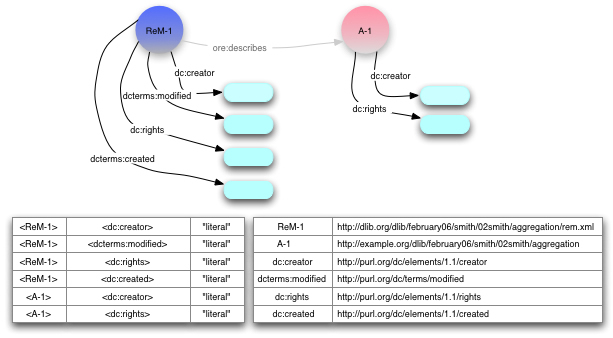 ReM-1
A-1
ore:describes
dc:creator
dc:creator
dcterms:modified
dc:rights
dc:rights
dcterms:created
<ReM-1> <dc:creator> "literal"
<ReM-1> <dcterms:modified> "literal"
<ReM-1> <dc:rights> "literal"
<ReM-1> <dc:created> "literal"
<A-1> <dc:creator> "literal"
<A-1> <dc:rights> "literal"
ReM-1 http://dlib.org/dlib/february06/smith/02smith/aggregation/rem.xml
A-1 http://example.org/dlib/february06/smith/02smith/aggregation
dc:creator http://purl.org/dc/elements/1.1/creator
dcterms:modified http://purl.org/dc/terms/modified
dc:rights http://purl.org/dc/elements/1.1/rights
dc:created http://purl.org/dc/elements/1.1/created